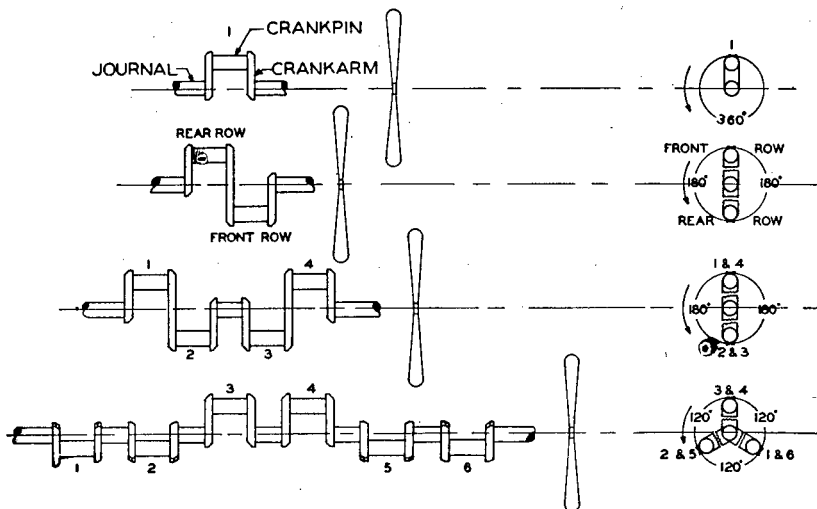 1
CRANKPIN
JOURNAL
CRANKARM
1
360°
REAR ROW
FRONT ROW
FRONT ROW
180° 180°
REAR ROW
1 4
2 3
1 & 4
180° 180°
2 & 3
3 4
1 2 5 6
3 & 4
120° 120°
2 & 5 1 & 6
120°